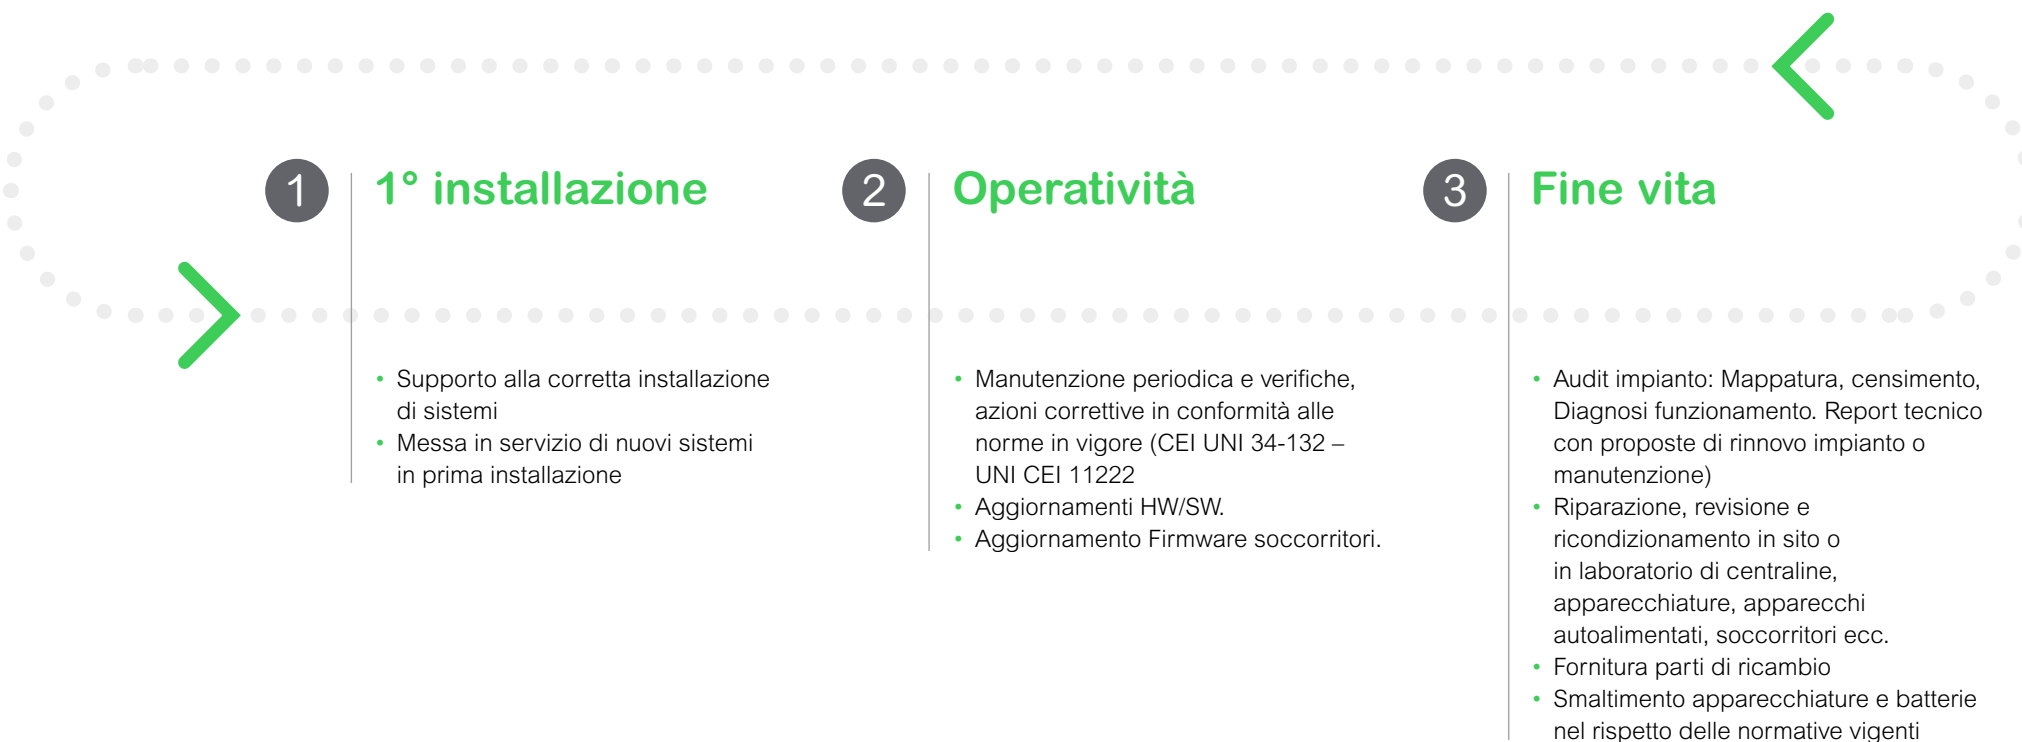 1
1° installazione
• Supporto alla corretta installazione
di sistemi
• Messa in servizio di nuovi sistemi
in prima installazione
2
Operatività
• Manutenzione periodica e verifiche,
azioni correttive in conformità alle
norme in vigore (CEI UNI 34-132 –
UNI CEI 11222
• Aggiornamenti HW/SW.
• Aggiornamento Firmware soccorritori.
3
Fine vita
• Audit impianto: Mappatura, censimento,
Diagnosi funzionamento. Report tecnico
con proposte di rinnovo impianto o
manutenzione)
• Riparazione, revisione e
ricondizionamento in sito o
in laboratorio di centraline,
apparecchiature, apparecchi
autoalimentati, soccorritori ecc.
• Fornitura parti di ricambio
• Smaltimento apparecchiature e batterie
nel rispetto delle normative vigenti